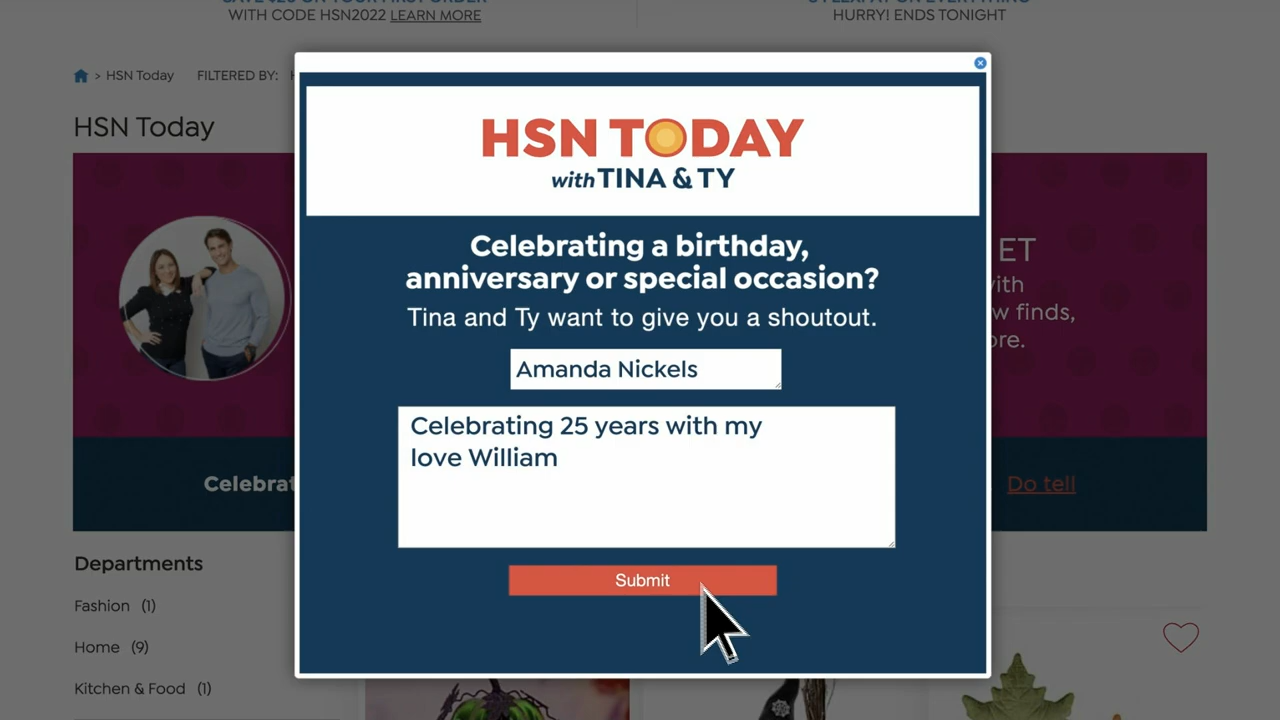 WITH CODE HSN2022 LEARN MORE
HURRY! ENDS TONIGHT
> HSN Today FILTERED BY:
HSN Today
HSN TODAY
with TINA & TY
Celebrating a birthday,
anniversary or special occasion?
Tina and Ty want to give you a shoutout.
Amanda Nickels
Celebrating 25 years with my
love William
Submit
ET
ith
w finds,
ore.
Celebrat
Do tell
Departments
Fashion (1)
Home (9)
Kitchen & Food (1)